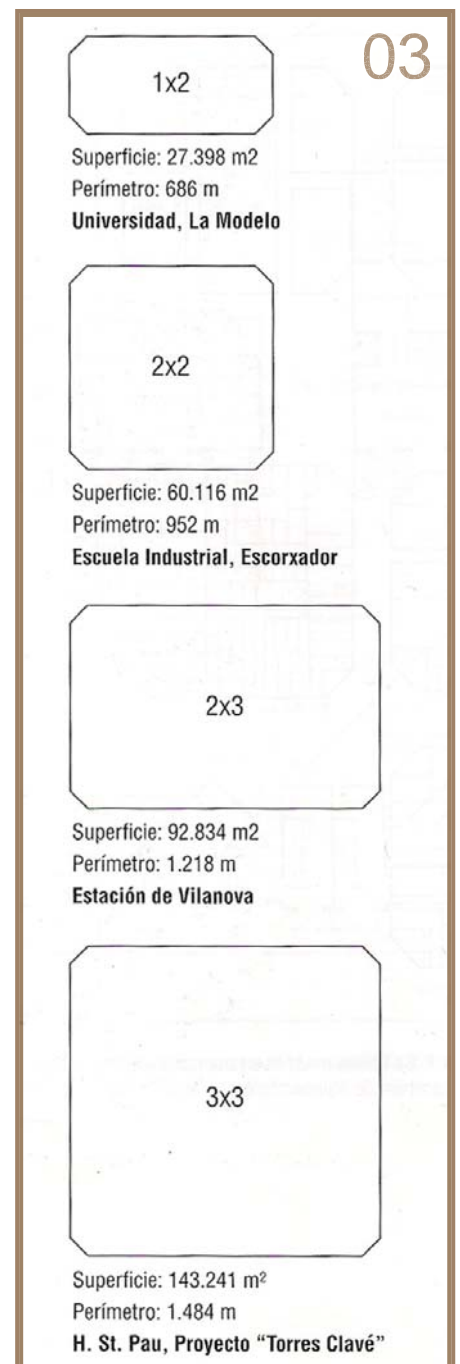 03
1x2
Superficie: 27.398 m2
Perímetro: 686 m
Universidad, La Modelo
2x2
Superficie: 60.116 m2
Perímetro: 952 m
Escuela Industrial, Escorxador
2x3
Superficie: 92.834 m2
Perímetro: 1.218 m
Estación de Vilanova
3x3
Superficie: 143.241 m²
Perímetro: 1.484 m
H. St. Pau, Proyecto “Torres Clavé”